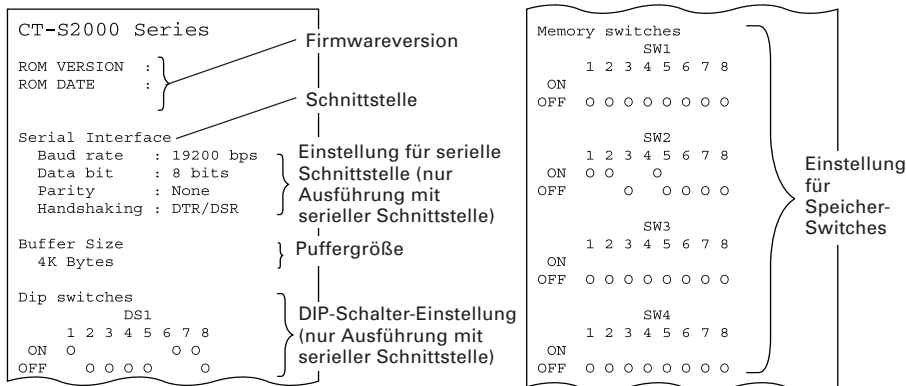 CT-S2000 Series
Firmwareversion
ROM VERSION :
ROM DATE :
Schnittstelle
Serial Interface
Baud rate : 19200 bps
Data bit : 8 bits
Parity : None
Handshaking : DTR/DSR
Einstellung für serielle
Schnittstelle (nur
Ausführung mit
serieller Schnittstelle)
Buffer Size
4K Bytes
Puffergröße
Dip switches
DS1
1 2 3 4 5 6 7 8
ON O O O
OFF O O O O O
DIP-Schalter-Einstellung
(nur Ausführung mit
serieller Schnittstelle)
Memory switches
SW1
1 2 3 4 5 6 7 8
ON
OFF O O O O O O O O
SW2
1 2 3 4 5 6 7 8
ON O O O
OFF O O O O O
SW3
1 2 3 4 5 6 7 8
ON
OFF O O O O O O O O
SW4
1 2 3 4 5 6 7 8
ON
OFF O O O O O O O O
Einstellung
für
Speicher-
Switches